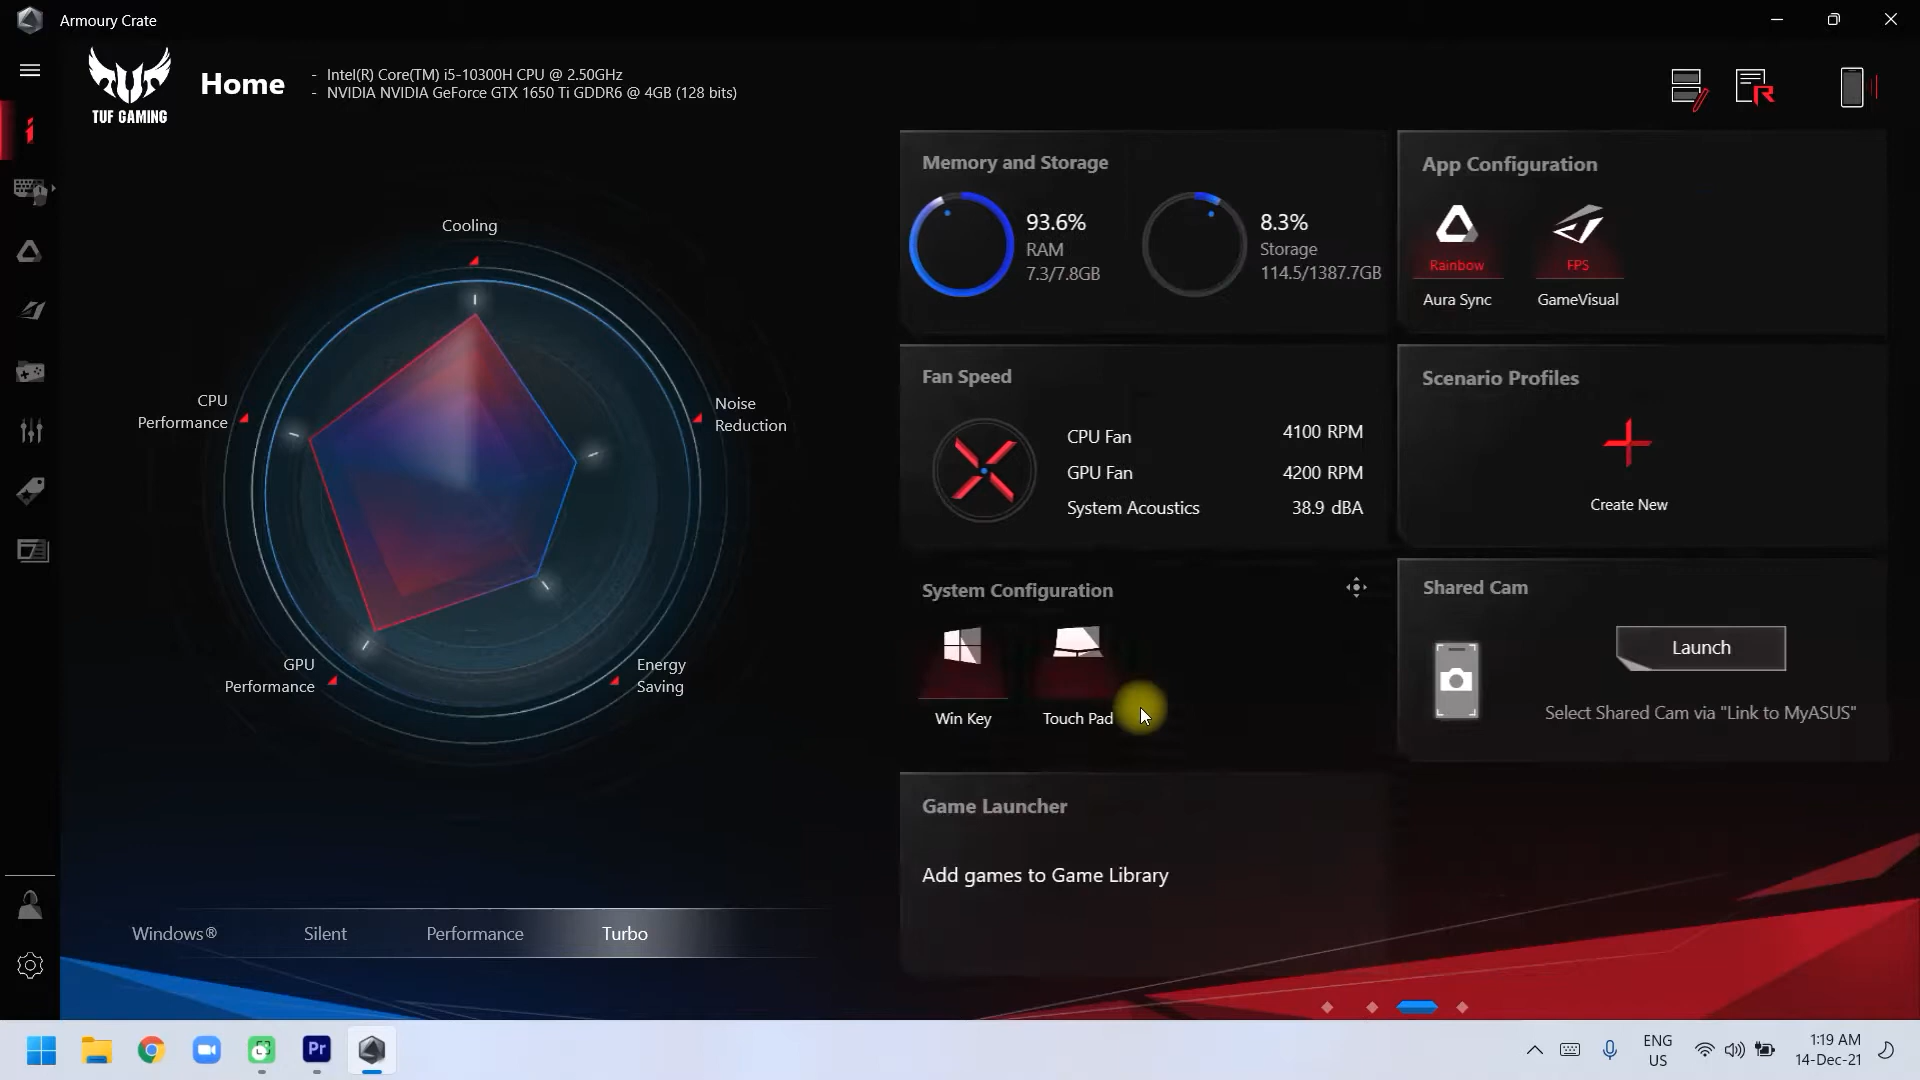 Armoury Crate
TUF GAMING
Home
- Intel(R) Core(TM) i5-10300H CPU @ 2.50GHz
- NVIDIA NVIDIA GeForce GTX 1650 Ti GDDR6 @ 4GB (128 bits)
Cooling
CPU
Performance
Noise
Reduction
GPU
Performance
Energy
Saving
Windows®
Silent
Performance
Turbo
Memory and Storage
93.6%
RAM
7.3/7.8GB
8.3%
Storage
114.5/1387.7GB
App Configuration
Rainbow
Aura Sync
FPS
GameVisual
Fan Speed
CPU Fan 4100 RPM
GPU Fan 4200 RPM
System Acoustics 38.9 dBA
Scenario Profiles
Create New
System Configuration
Win Key
Touch Pad
Shared Cam
Launch
Select Shared Cam via "Link to MyASUS"
Game Launcher
Add games to Game Library
Pr
ENG
US
1:19 AM
14-Dec-21